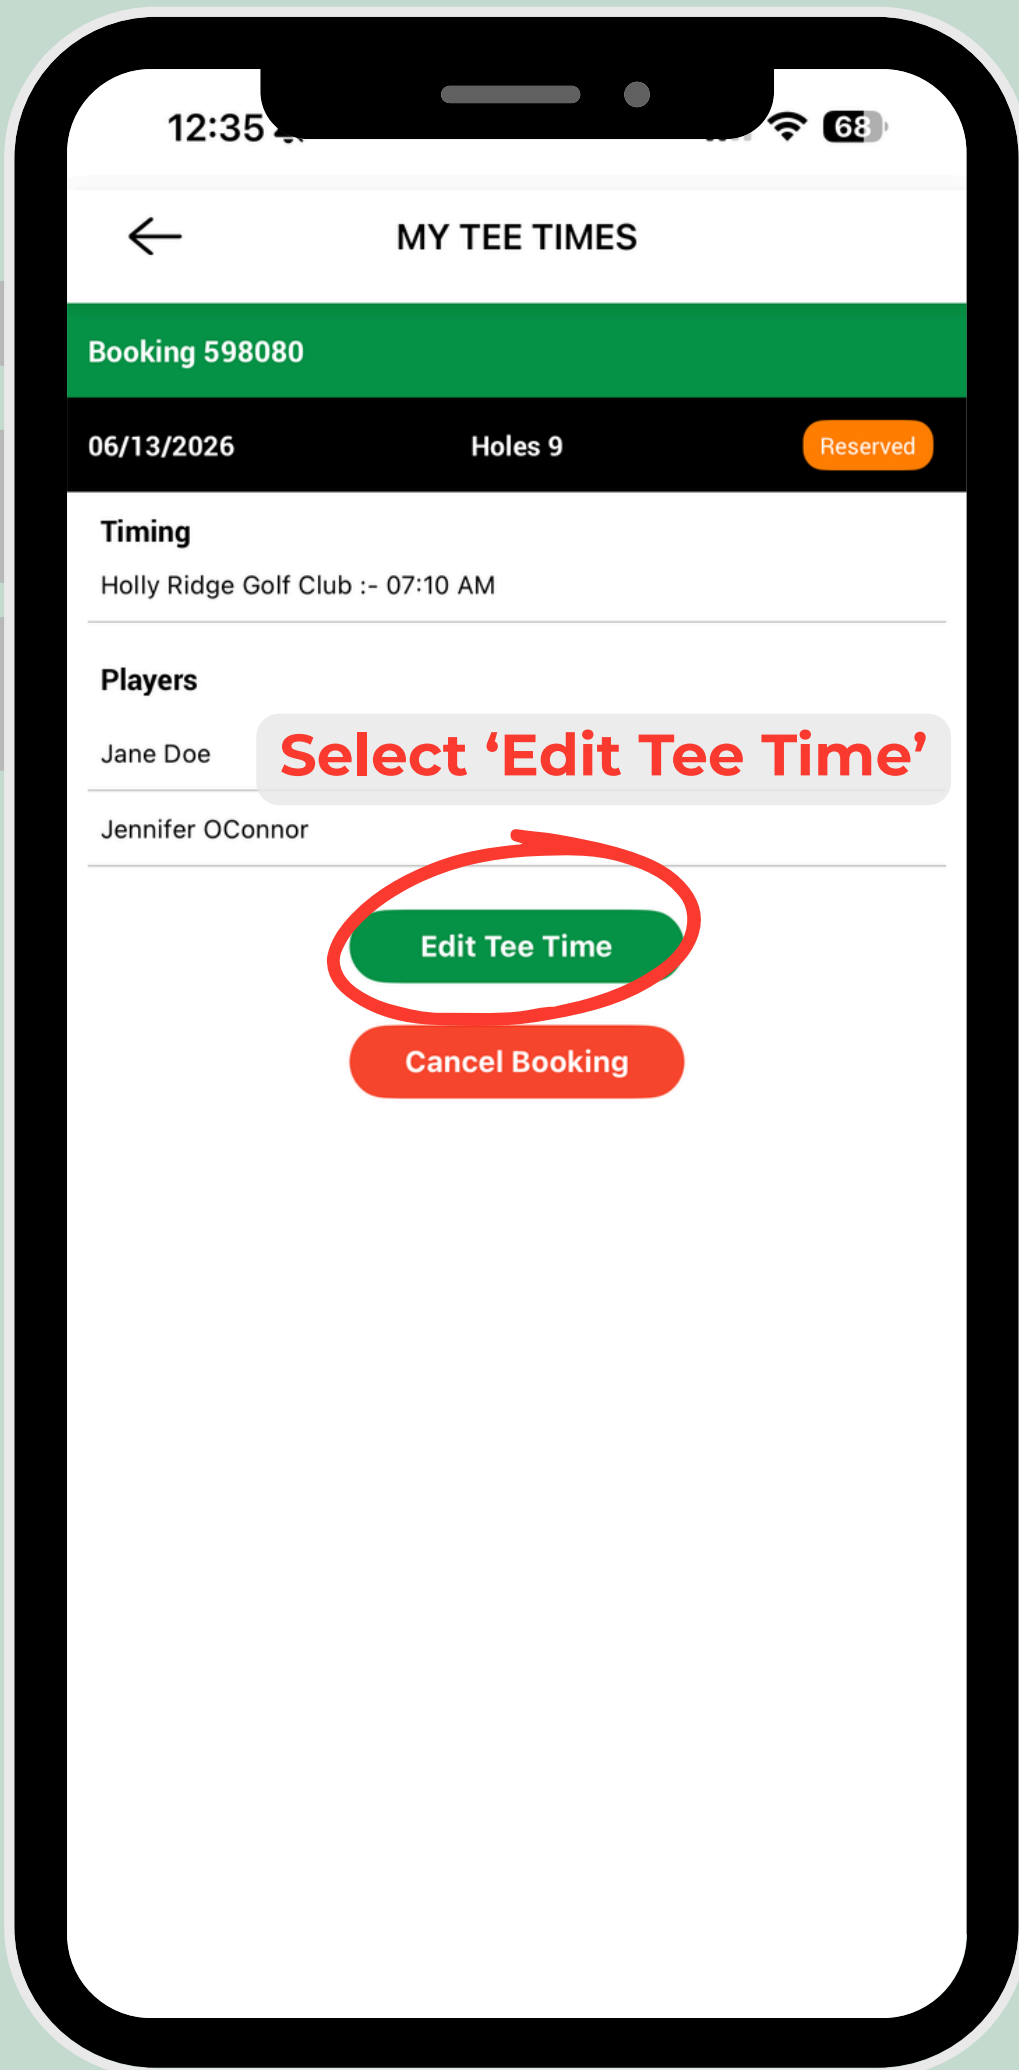 12:35
68
MY TEE TIMES
Booking 598080
06/13/2026 Holes 9 Reserved
Timing
Holly Ridge Golf Club :- 07:10 AM
Players
Jane Doe
Select ‘Edit Tee Time’
Jennifer OConnor
Edit Tee Time
Cancel Booking